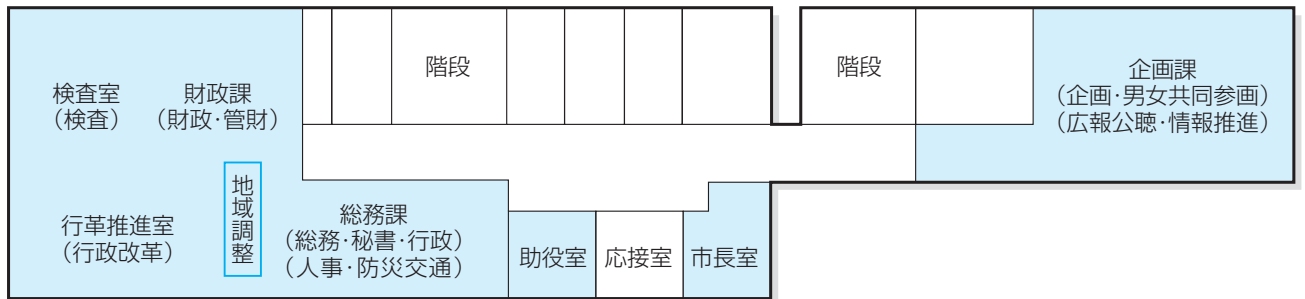 検査室
（検査）
財政課
（財政・管財）
階段
階段
企画課
（企画・男女共同参画）
（広報公聴・情報推進）
行革推進室
（行政改革）
地域調整
総務課
（総務・秘書・行政）
（人事・防災交通）
助役室
応接室
市長室